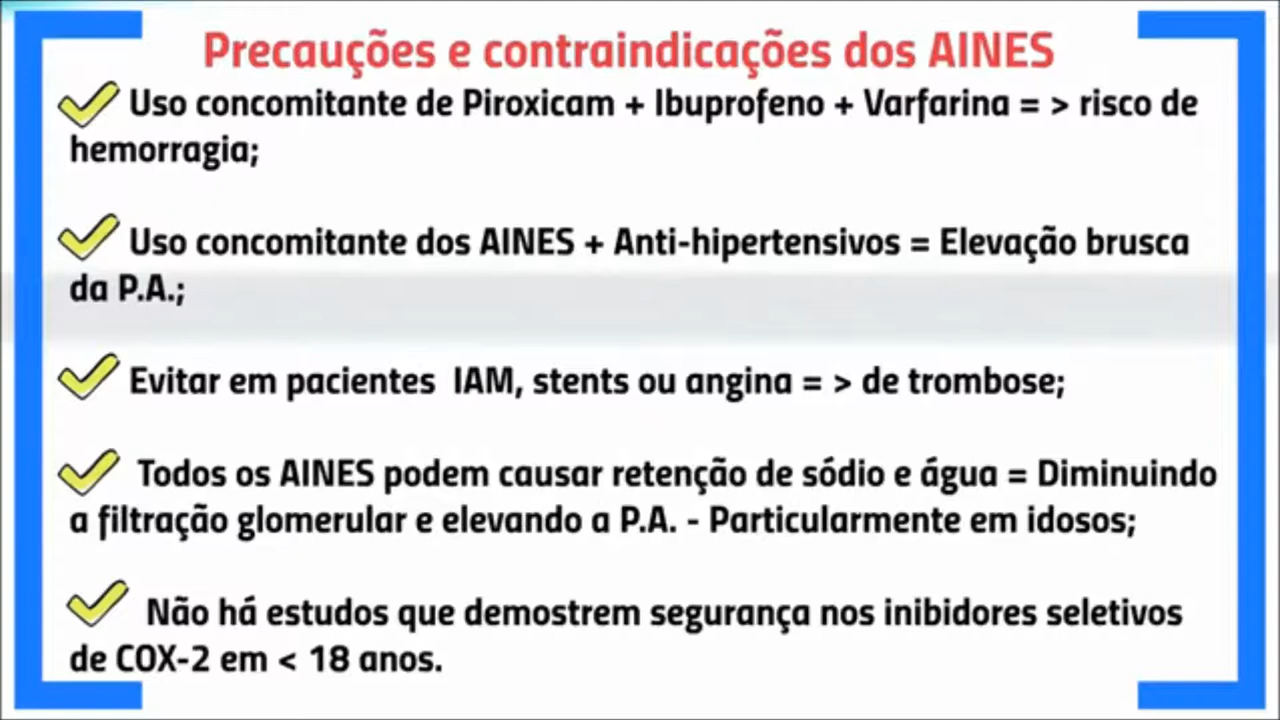 Precauções e contraindicações dos AINES
Uso concomitante de Piroxicam + Ibuprofeno + Varfarina = > risco de
hemorragia;
Uso concomitante dos AINES + Anti-hipertensivos = Elevação brusca
da P.A.;
Evitar em pacientes IAM, stents ou angina = > de trombose;
Todos os AINES podem causar retenção de sódio e água = Diminuindo
a filtração glomerular e elevando a P.A. - Particularmente em idosos;
Não há estudos que demostrem segurança nos inibidores seletivos
de COX-2 em < 18 anos.